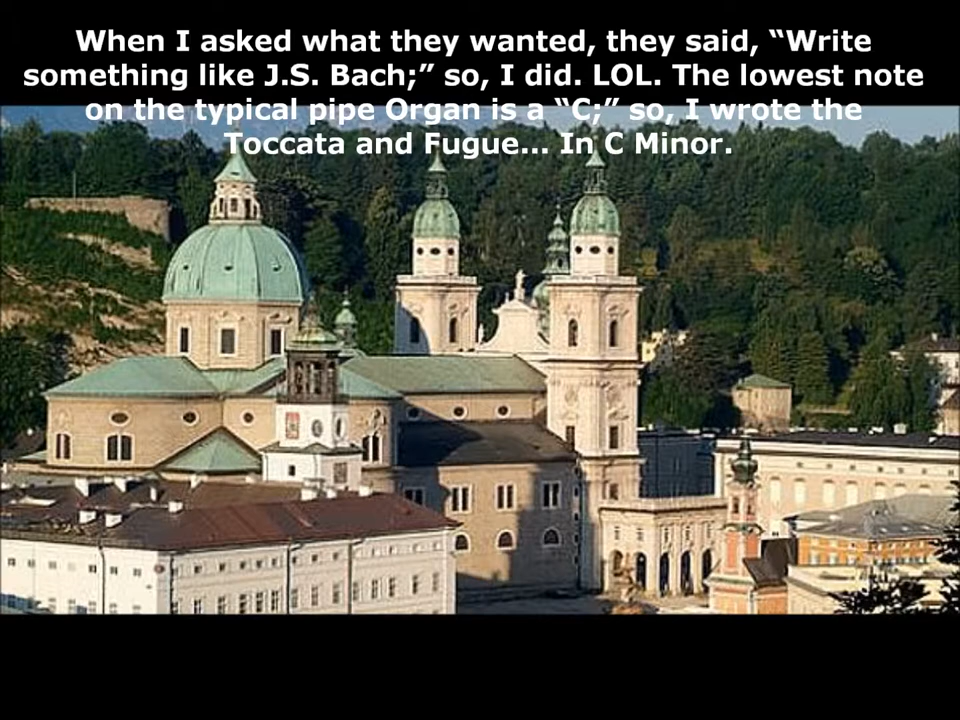 When I asked what they wanted, they said, “Write
something like J.S. Bach;” so, I did. LOL. The lowest note
on the typical pipe Organ is a “C;” so, I wrote the
Toccata and Fugue... In C Minor.